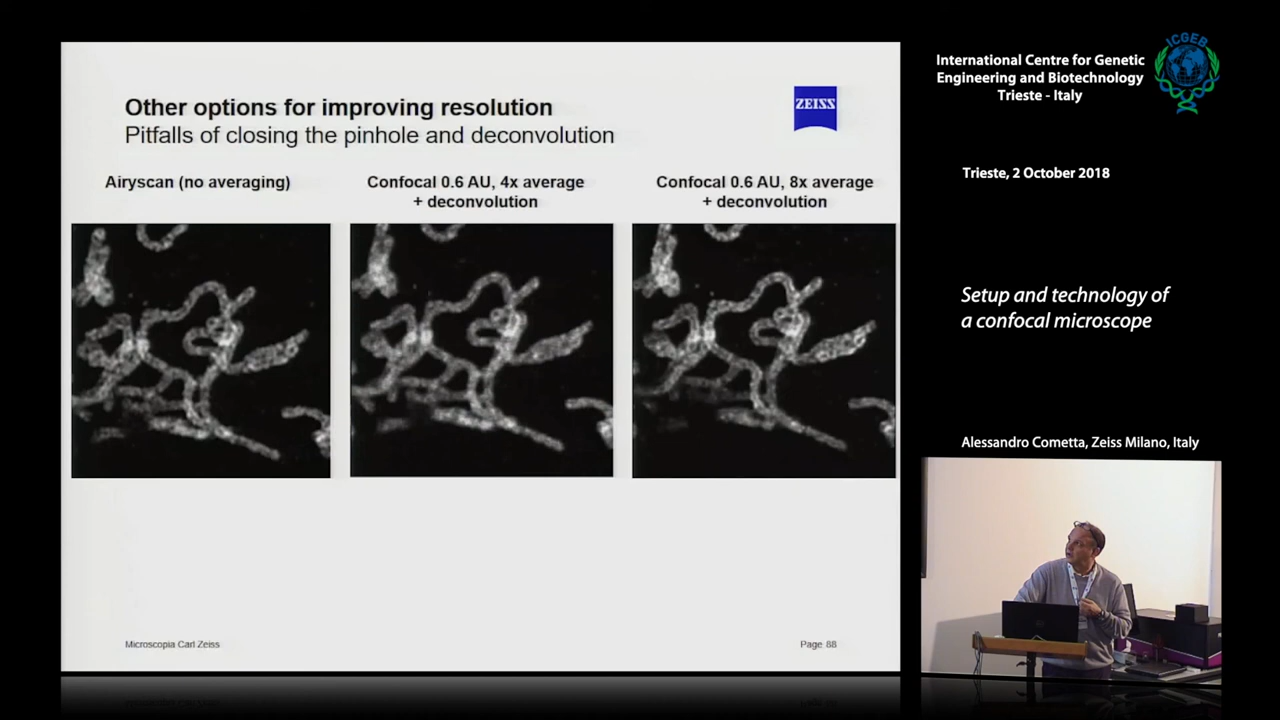 Other options for improving resolution
Pitfalls of closing the pinhole and deconvolution
ZEISS
Airyscan (no averaging)
Confocal 0.6 AU, 4x average
+ deconvolution
Confocal 0.6 AU, 8x average
+ deconvolution
Microscopia Carl Zeiss
Page 88
International Centre for Genetic
Engineering and Biotechnology
Trieste - Italy
ICGEB
Trieste, 2 October 2018
Setup and technology of
a confocal microscope
Alessandro Cometta, Zeiss Milano, Italy